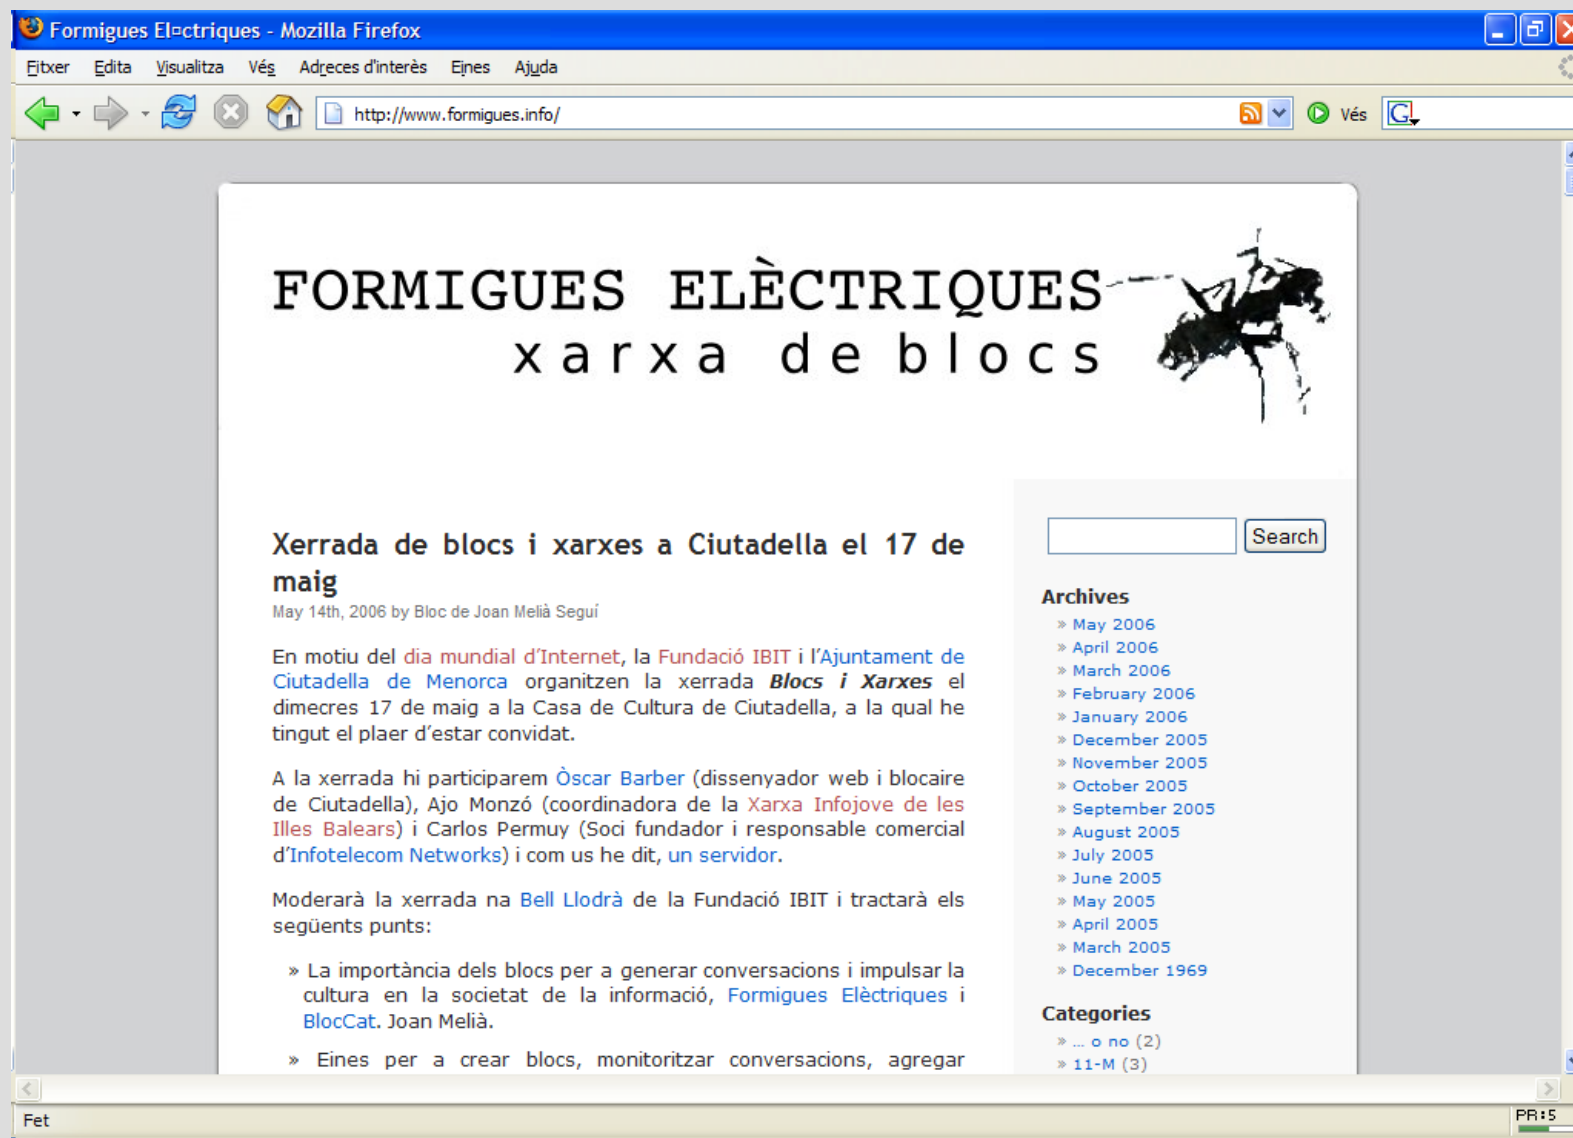 Formigues El¤ctriques - Mozilla Firefox
Fitxer Edita Visualitza Vés Adreces d'interès Eines Ajuda
http://www.formigues.info/ Vés G
FORMIGUES ELÈCTRIQUES
xarxa de blocs
Xerrada de blocs i xarxes a Ciutadella el 17 de
maig
May 14th, 2006 by Bloc de Joan Melià Seguí
En motiu del dia mundial d'Internet, la Fundació IBIT i l'Ajuntament de
Ciutadella de Menorca organitzen la xerrada Blocs i Xarxes el
dimecres 17 de maig a la Casa de Cultura de Ciutadella, a la qual he
tingut el plaer d'estar convidat.
A la xerrada hi participarem Òscar Barber (dissenyador web i blocaire
de Ciutadella), Ajo Monzó (coordinadora de la Xarxa Infojove de les
Illes Balears) i Carlos Permuy (Soci fundador i responsable comercial
d'Infotelecom Networks) i com us he dit, un servidor.
Moderarà la xerrada na Bell Llodrà de la Fundació IBIT i tractarà els
següents punts:
» La importància dels blocs per a generar conversacions i impulsar la
cultura en la societat de la informació, Formigues Elèctriques i
BlocCat. Joan Melià.
» Eines per a crear blocs, monitoritzar conversacions, agregar
Search
Archives
» May 2006
» April 2006
» March 2006
» February 2006
» January 2006
» December 2005
» November 2005
» October 2005
» September 2005
» August 2005
» July 2005
» June 2005
» May 2005
» April 2005
» March 2005
» December 1969
Categories
» ... o no (2)
» 11-M (3)
Fet
PR:5